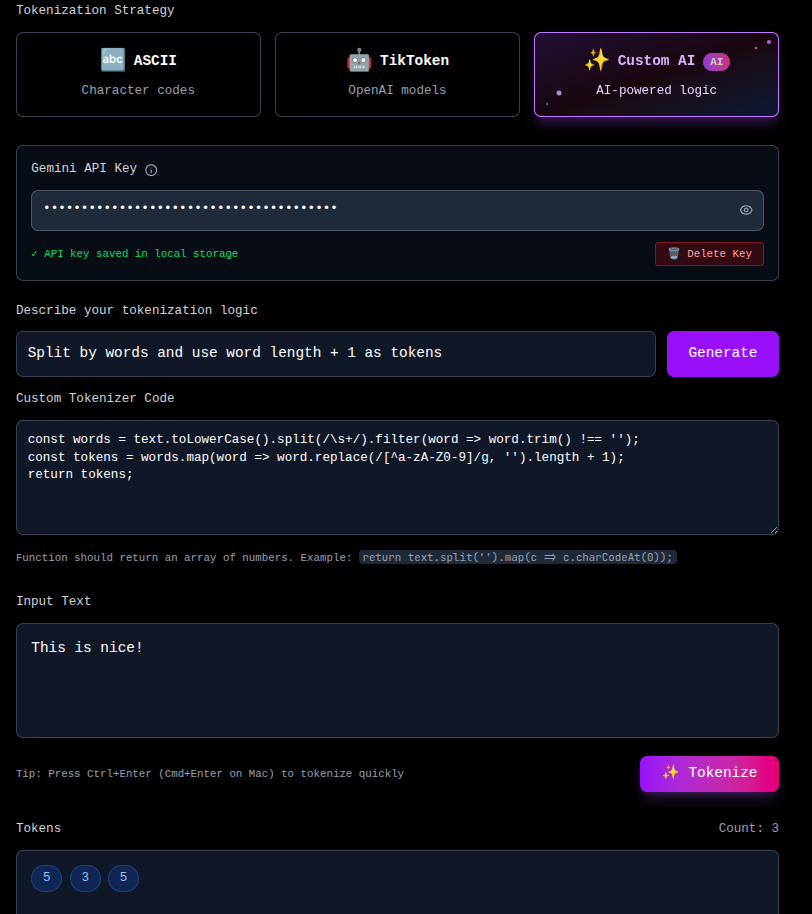 Tokenization Strategy
abc ASCII
Character codes
TikToken
OpenAI models
Custom AI AI
AI-powered logic
Gemini API Key
•••••••••••••••••••••••••••••••••••••••
✓ API key saved in local storage
Delete Key
Describe your tokenization logic
Split by words and use word length + 1 as tokens
Generate
Custom Tokenizer Code
const words = text.toLowerCase().split(/\s+/).filter(word => word.trim() !== '');
const tokens = words.map(word => word.replace(/[^a-zA-Z0-9]/g, '').length + 1);
return tokens;
Function should return an array of numbers. Example: return text.split('').map(c => c.charCodeAt(0));
Input Text
This is nice!
Tip: Press Ctrl+Enter (Cmd+Enter on Mac) to tokenize quickly
Tokenize
Tokens
Count: 3
5 3 5